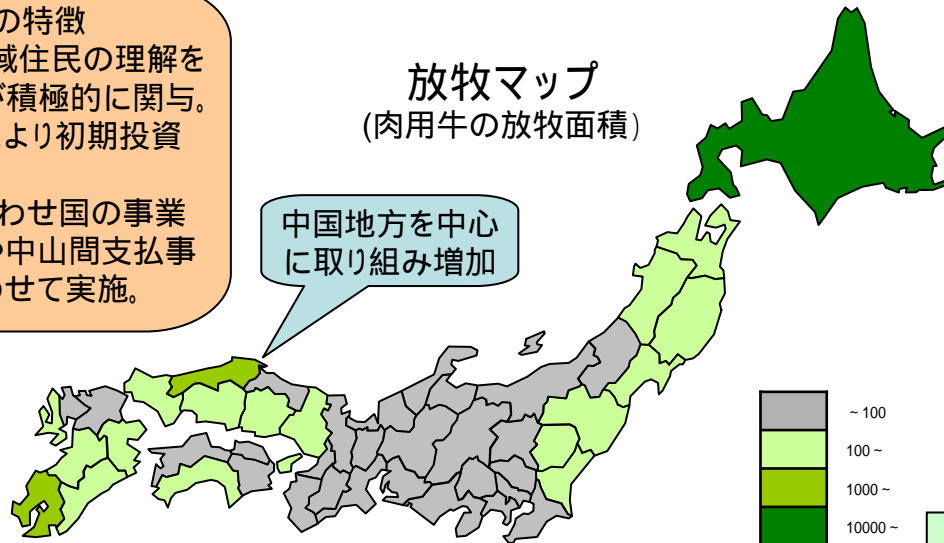 の特徴
域住民の理解を
が積極的に関与。
より初期投資
わせ国の事業
や中山間支払事
わせて実施。
放牧マップ
(肉用牛の放牧面積)
中国地方を中心
に取り組み増加
~ 100
100 ~
1000 ~
10000 ~